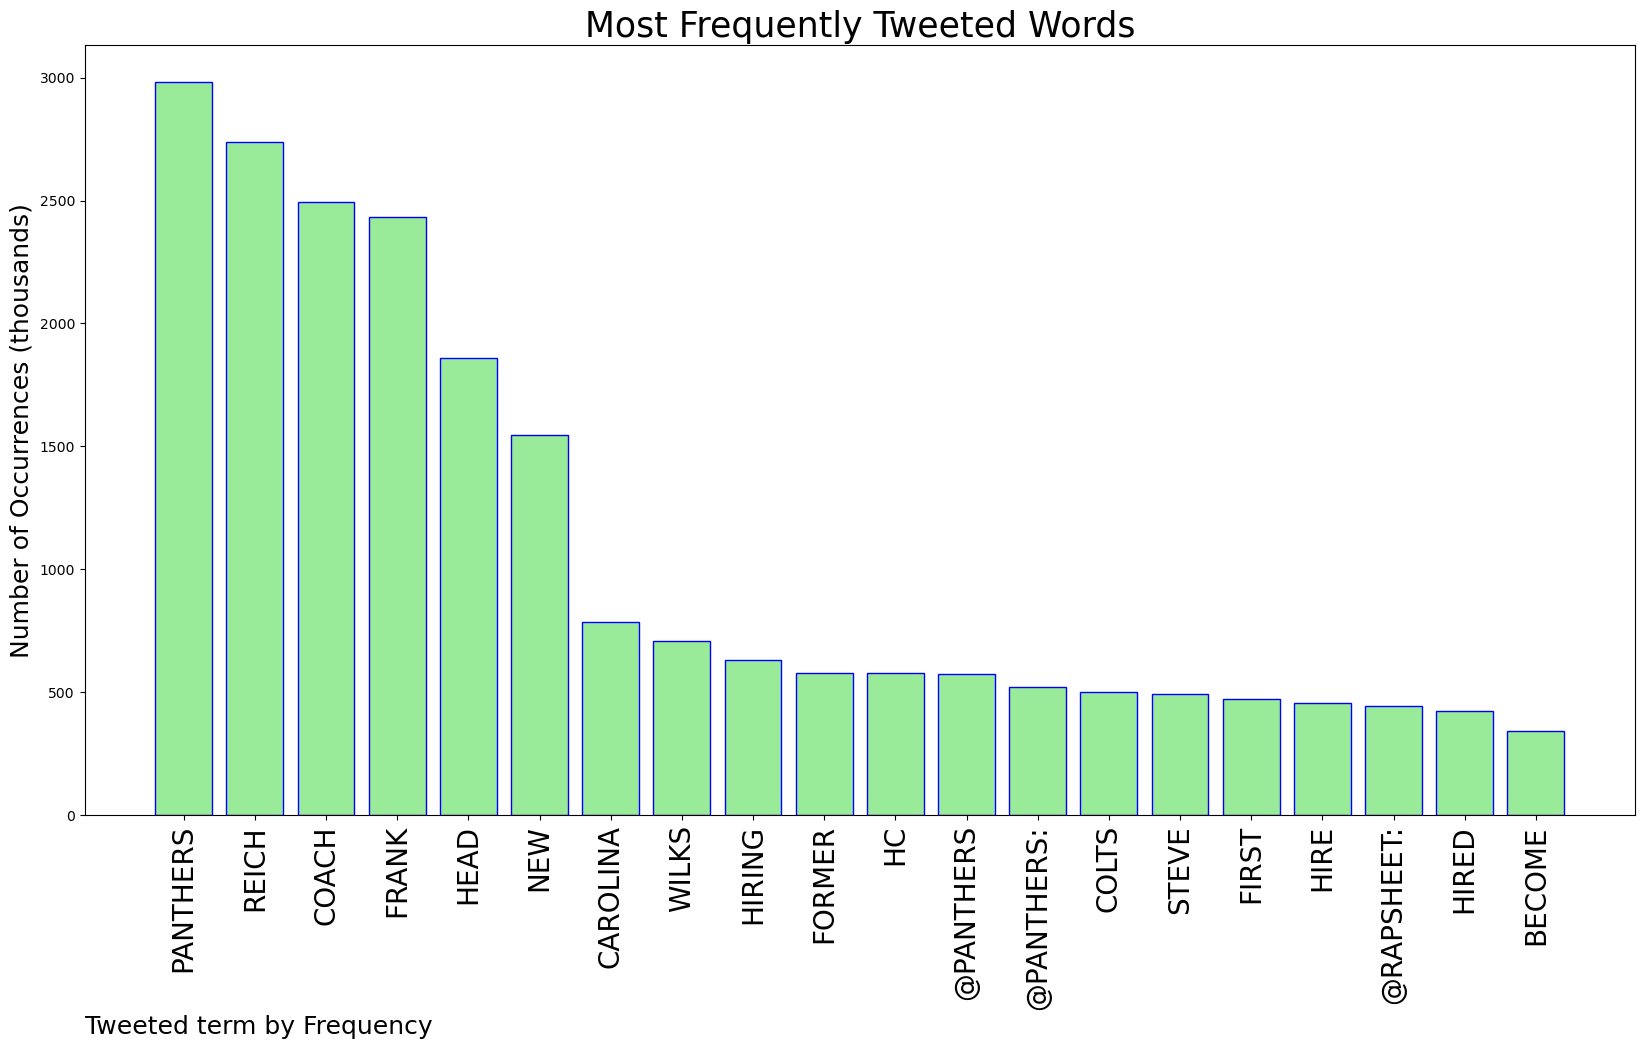 Most Frequently Tweeted Words
Number of Occurrences (thousands)
3000
2500
2000
1500
1000
500
0
PANTHERS
REICH
COACH
FRANK
HEAD
NEW
CAROLINA
WILKS
HIRING
FORMER
HC
@PANTHERS
@PANTHERS:
COLTS
STEVE
FIRST
HIRE
@RAPSHEET:
HIRED
BECOME
Tweeted term by Frequency